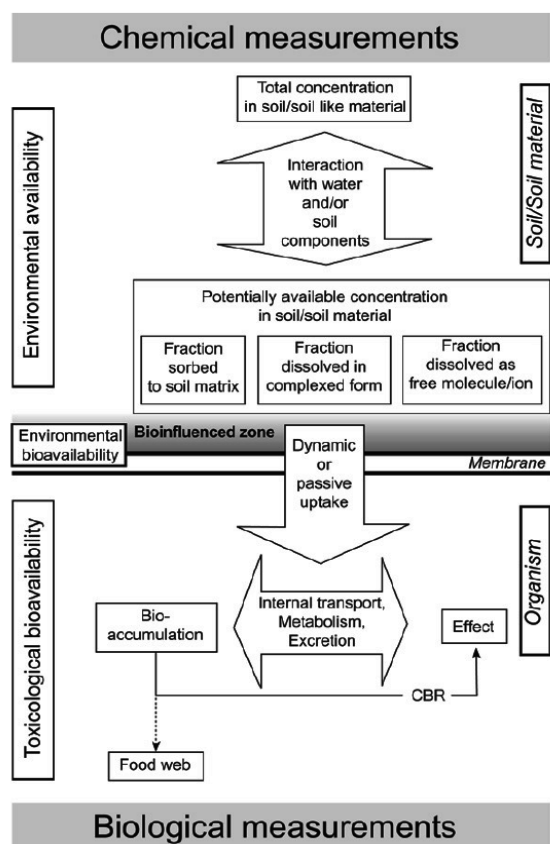 Chemical measurements
Total concentration
in soil/soil like material
Environmental availability
Soil/Soil material
Interaction
with water
and/or
soil
components
Potentially available concentration
in soil/soil material
Fraction
sorbed
to soil matrix
Fraction
dissolved in
complexed form
Fraction
dissolved as
free molecule/ion
Environmental
bioavailability
Bioinfluenced zone
Membrane
Dynamic
or
passive
uptake
Toxicological bioavailability
Organism
Bio-
accumulation
Internal transport,
Metabolism,
Excretion
Effect
CBR
Food web
Biological measurements